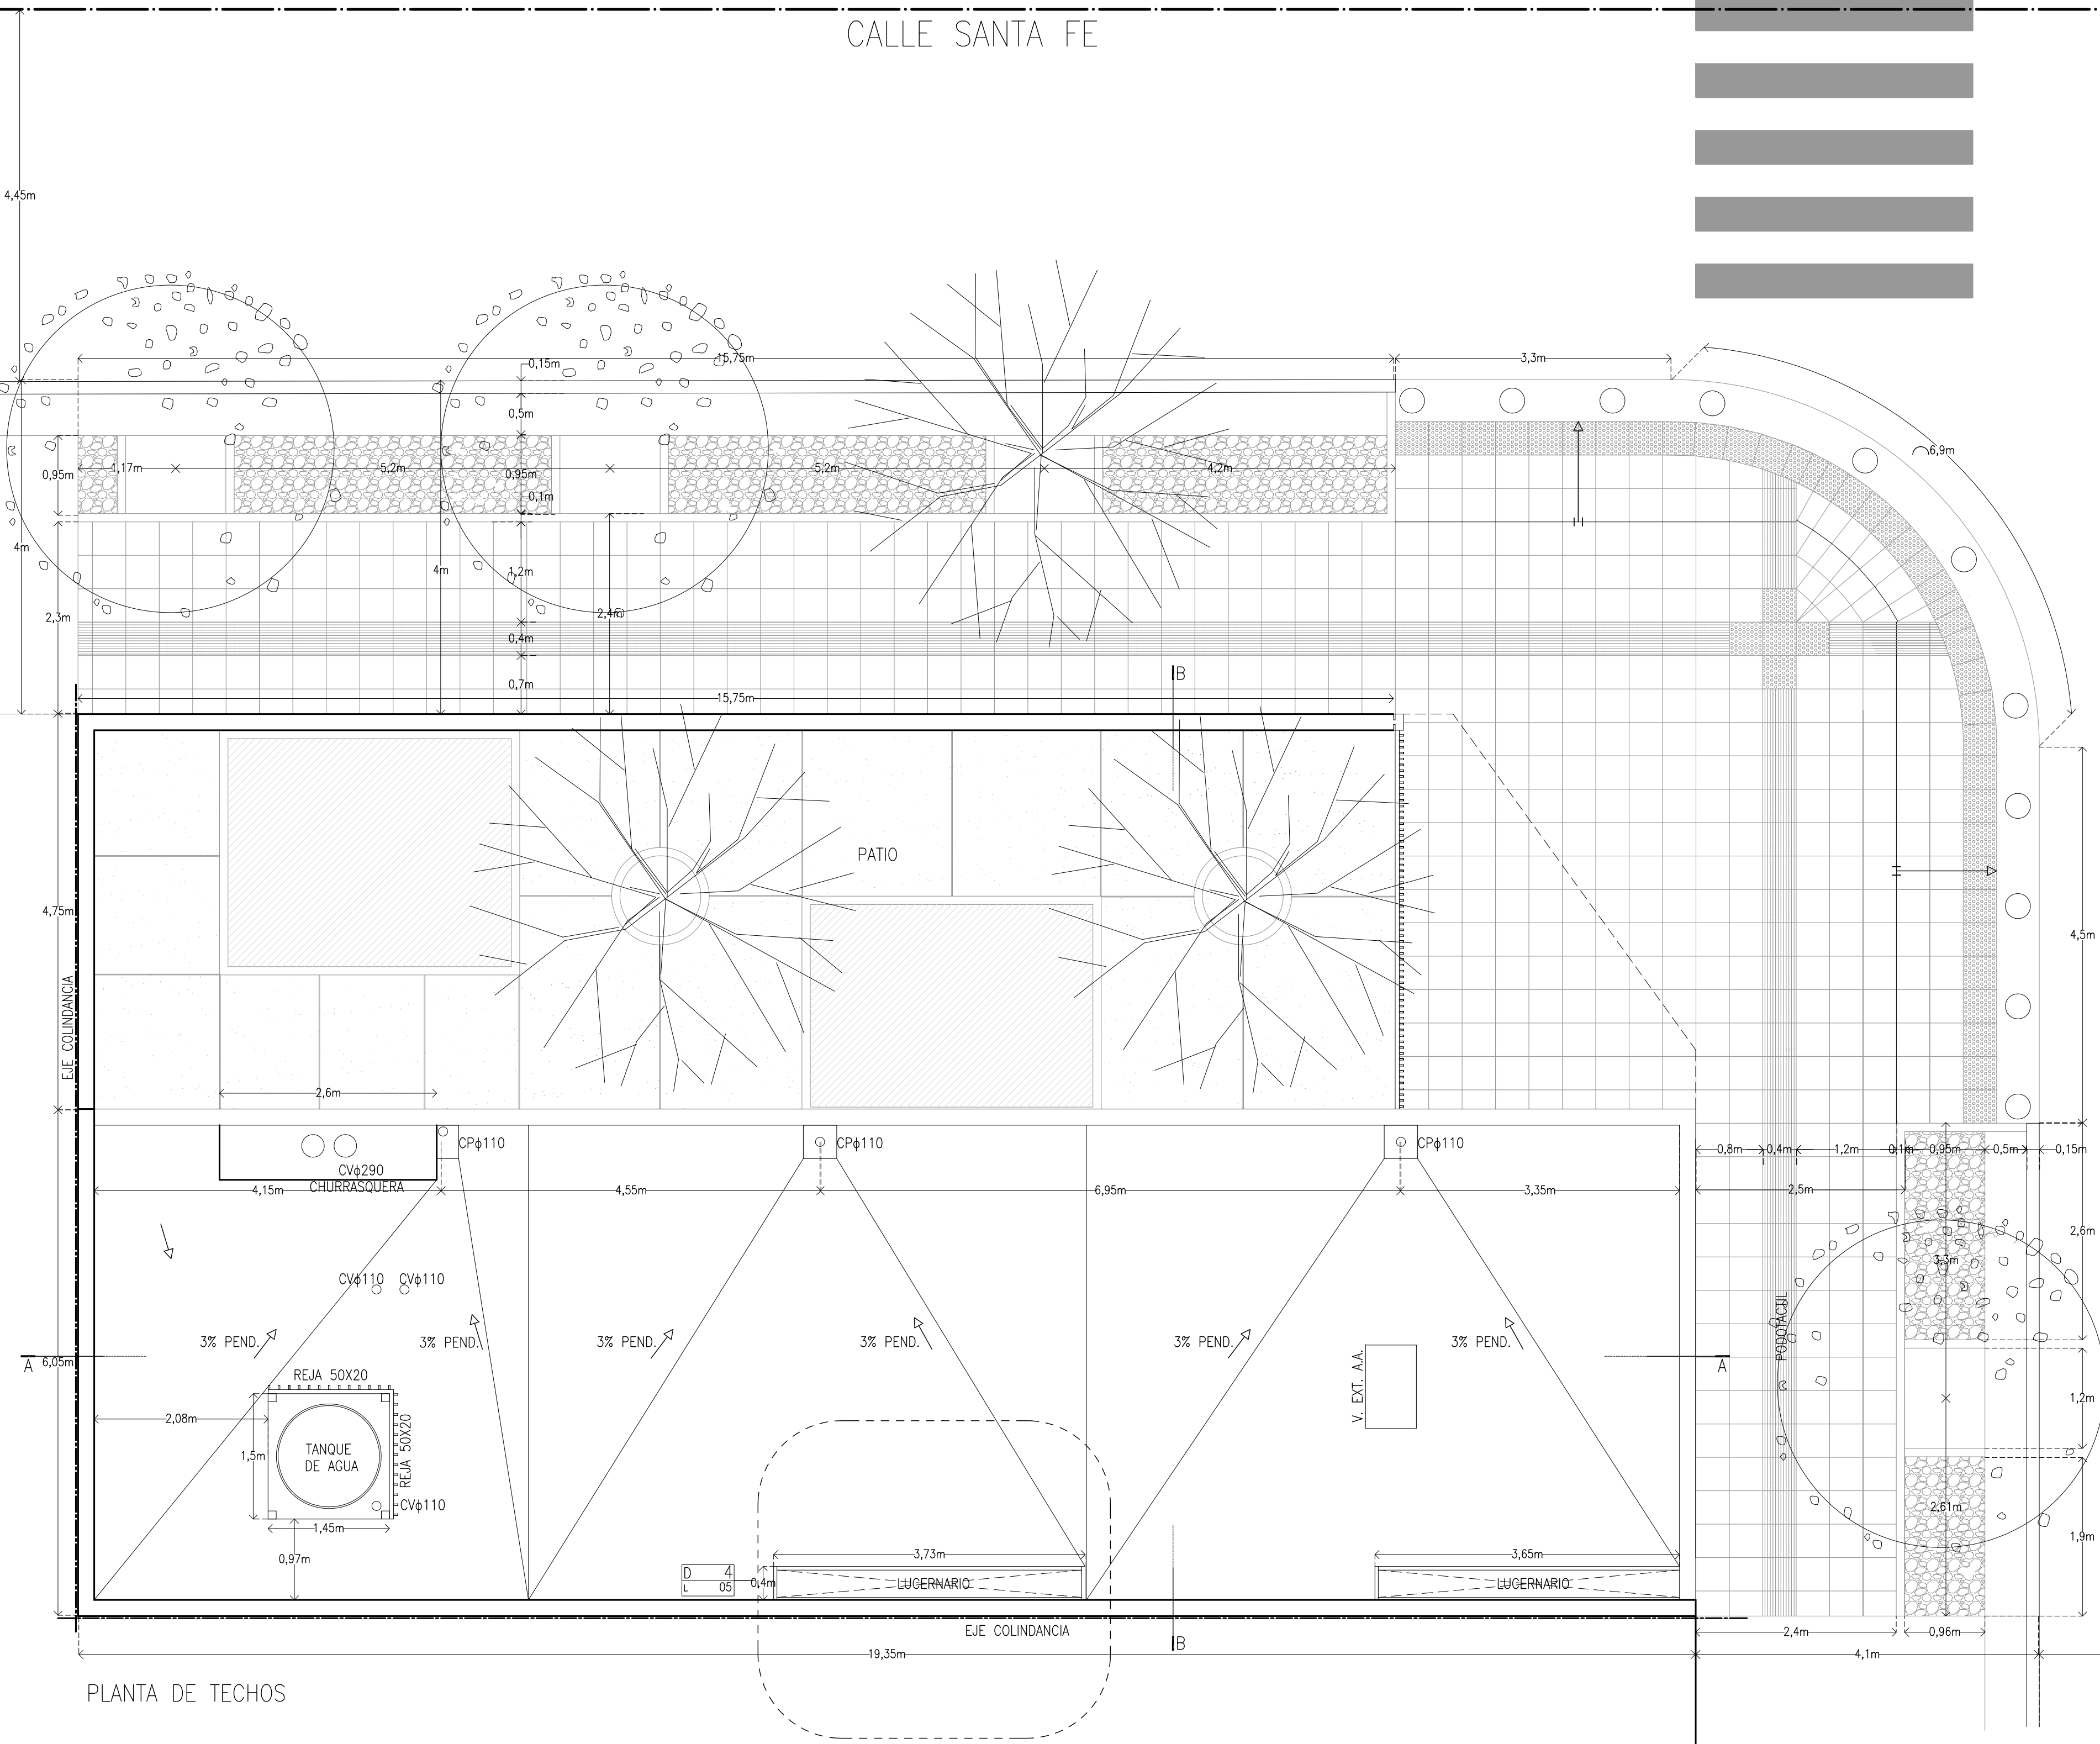 CALLE SANTA FE
4,45m
15,75m
3,3m
0,15m
0,5m
6,9m
0,95m
1,17m
5,2m
0,95m
5,2m
4,2m
0,1m
4m
4m
1,2m
2,3m
2,4m
0,4m
0,7m
15,75m
B
PATIO
4,75m
4,5m
EJE COLINDANCIA
2,6m
CPϕ110
CPϕ110
CPϕ110
0,8m
0,4m
1,2m
0,1m
0,95m
0,5m
0,15m
CVϕ290
CHURRASQUERA
4,15m
4,55m
6,95m
3,35m
2,5m
2,6m
3,3m
CVϕ110
CVϕ110
PODOTACTIL
3% PEND.
3% PEND.
3% PEND.
3% PEND.
3% PEND.
3% PEND.
A
6,05m
A
REJA 50X20
V. EXT. A.A.
1,2m
2,08m
REJA 50X20
1,5m
TANQUE
DE AGUA
CVϕ110
2,61m
1,45m
1,9m
0,97m
3,73m
3,65m
D 4
L 05
0,4m
LUCERNARIO
LUCERNARIO
EJE COLINDANCIA
B
2,4m
0,96m
19,35m
4,1m
PLANTA DE TECHOS